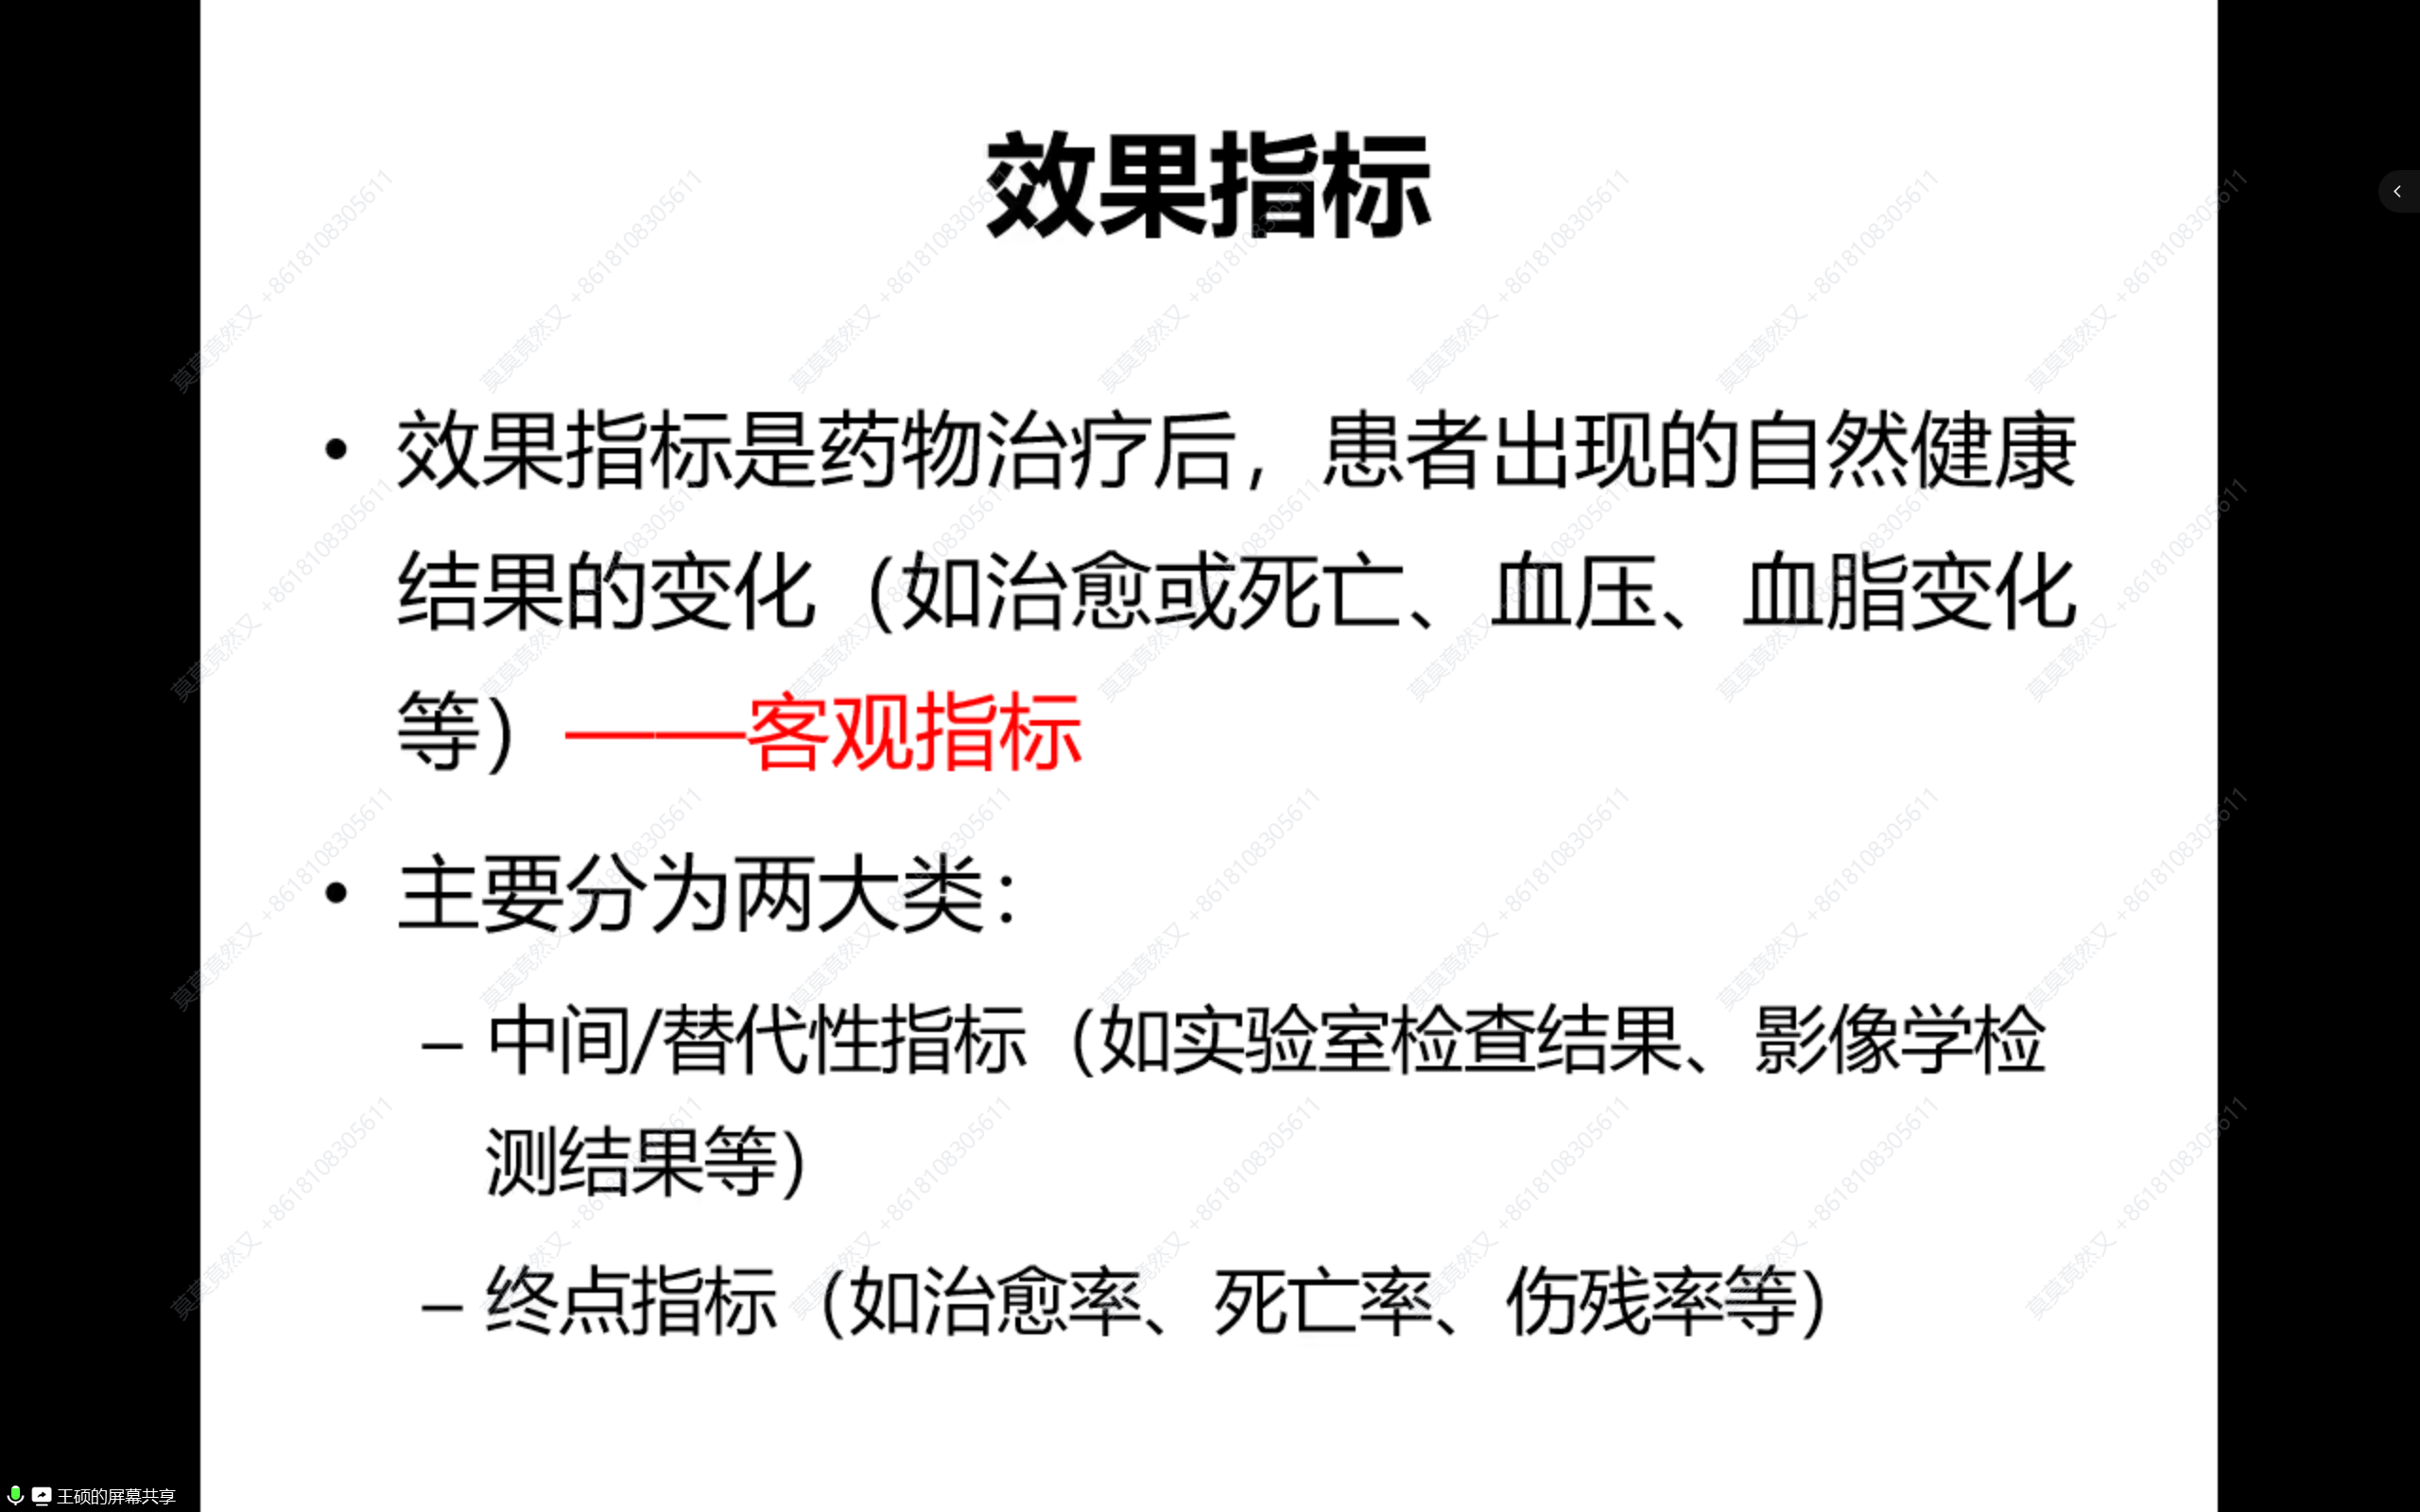 效果指标
• 效果指标是药物治疗后，患者出现的自然健康
结果的变化（如治愈或死亡、血压、血脂变化
等）——客观指标
• 主要分为两大类：
– 中间/替代性指标（如实验室检查结果、影像学检
测结果等）
– 终点指标（如治愈率、死亡率、伤残率等）
莫莫竟然又 +8618108305611
王硕的屏幕共享